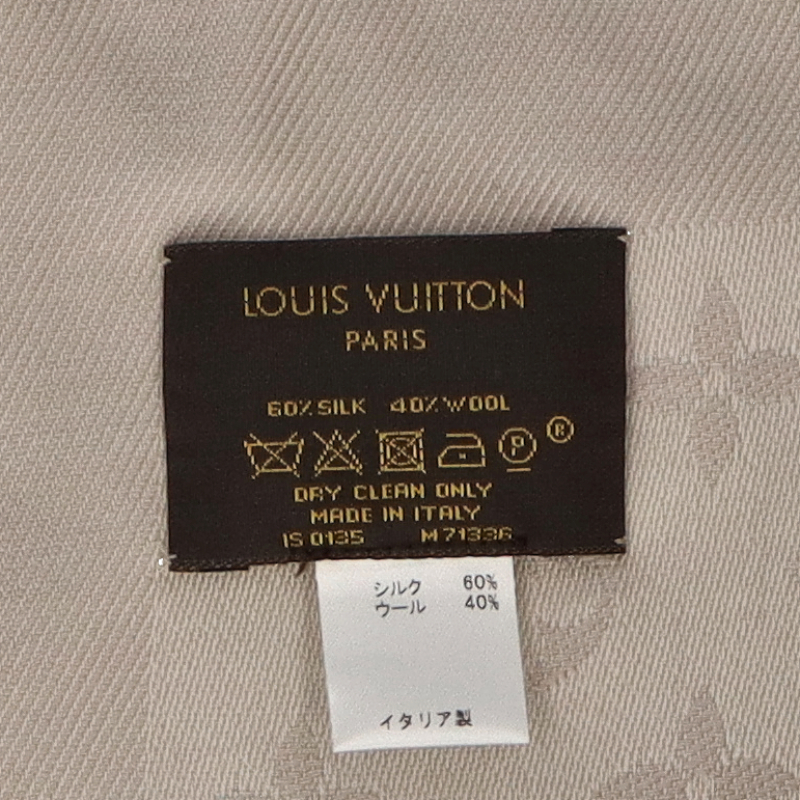 LOUIS VUITTON
PARIS
60% SILK 40% WOOL
P ®
DRY CLEAN ONLY
MADE IN ITALY
IS 0135 M71336
シルク 60%
ウール 40%
イタリア製